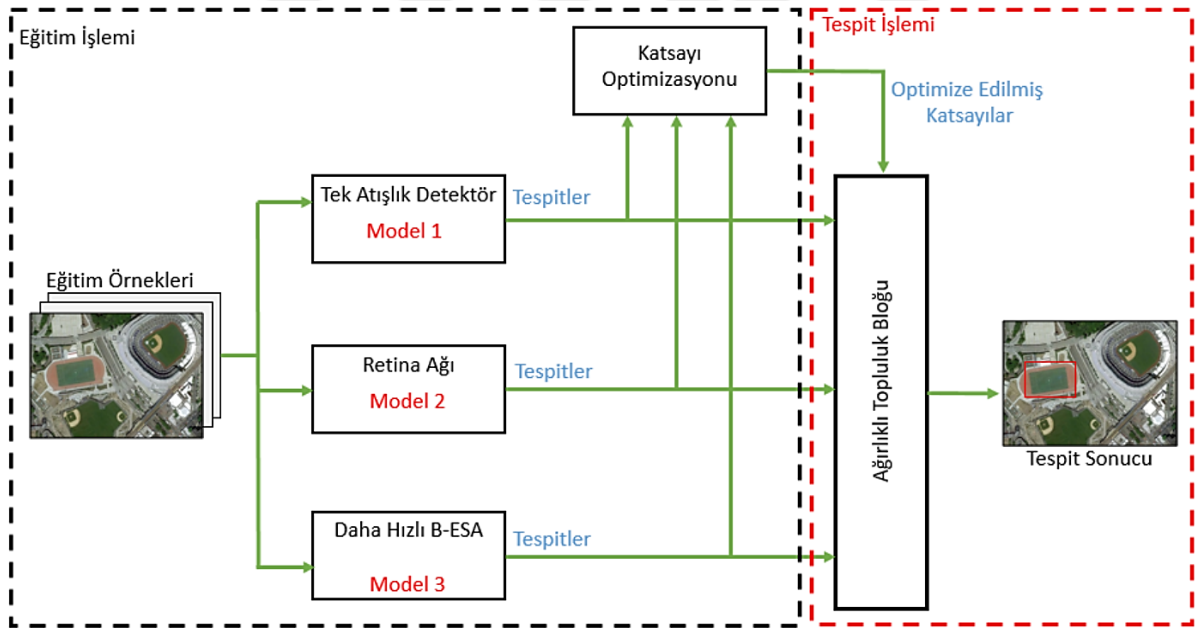 Eğitim İşlemi
Tespit İşlemi
Katsayı
Optimizasyonu
Optimize Edilmiş
Katsayılar
Tek Atışlık Detektör
Model 1
Tespitler
Eğitim Örnekleri
Retina Ağı
Model 2
Tespitler
Ağırlıklı Topluluk Bloğu
Tespit Sonucu
Daha Hızlı B-ESA
Model 3
Tespitler